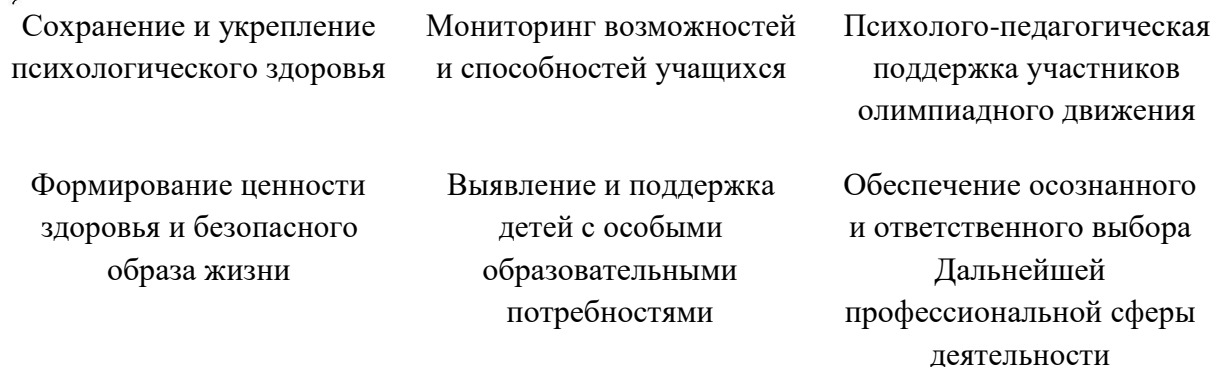 Сохранение и укрепление
психологического здоровья
Мониторинг возможностей
и способностей учащихся
Психолого-педагогическая
поддержка участников
олимпиадного движения
Формирование ценности
здоровья и безопасного
образа жизни
Выявление и поддержка
детей с особыми
образовательными
потребностями
Обеспечение осознанного
и ответственного выбора
Дальнейшей
профессиональной сферы
деятельности